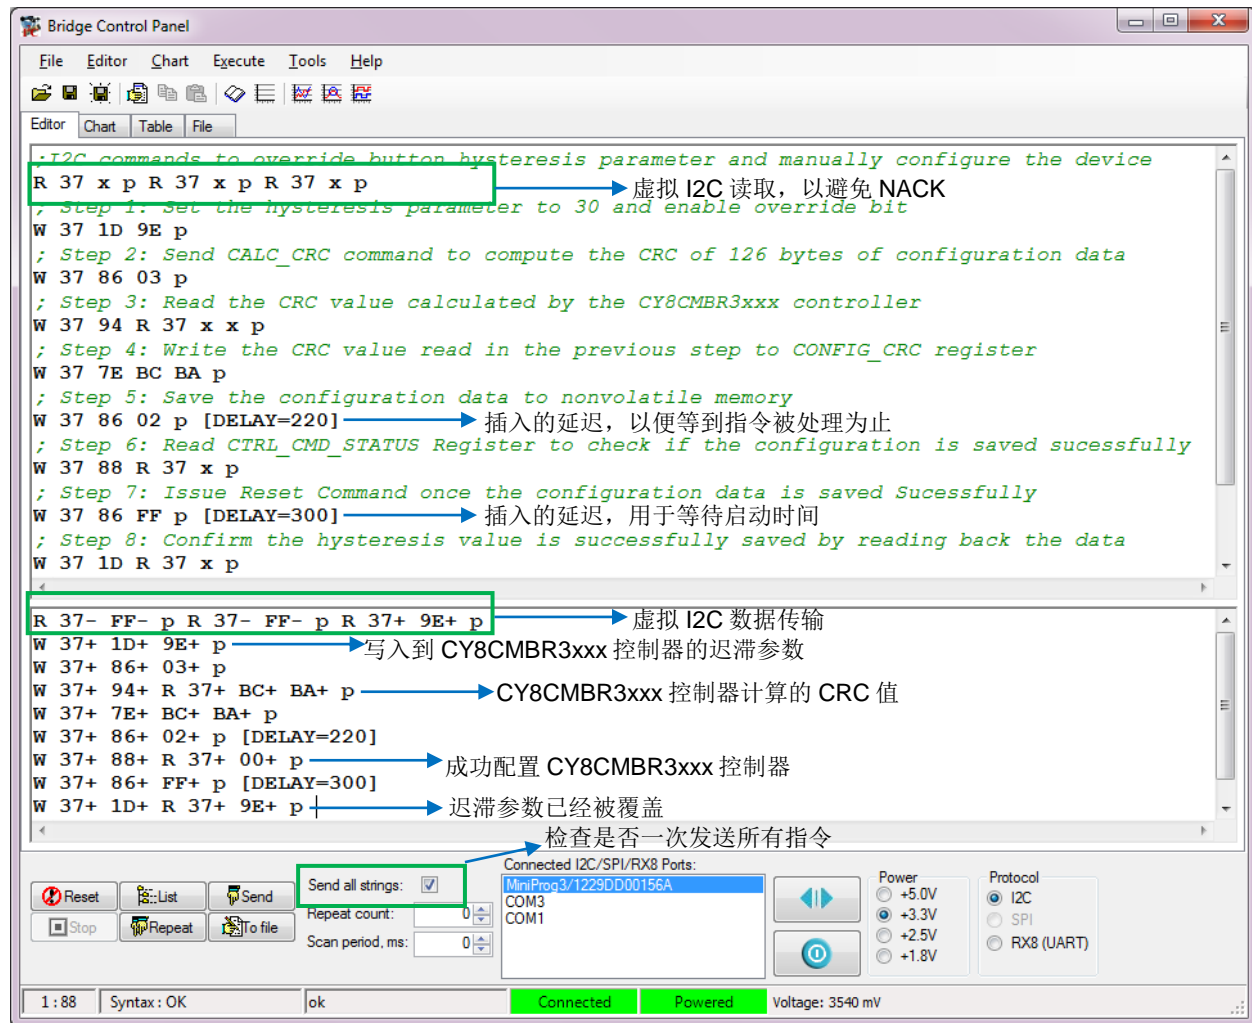 Bridge Control Panel
File Editor Chart Execute Tools Help
Editor Chart Table File
;I2C commands to override button hysteresis parameter and manually configure the device
R 37 x p R 37 x p R 37 x p
虚拟 I2C 读取，以避免 NACK
; Step 1: Set the hysteresis parameter to 30 and enable override bit
W 37 1D 9E p
; Step 2: Send CALC_CRC command to compute the CRC of 126 bytes of configuration data
W 37 86 03 p
; Step 3: Read the CRC value calculated by the CY8CMBR3xxx controller
W 37 94 R 37 x x p
; Step 4: Write the CRC value read in the previous step to CONFIG_CRC register
W 37 7E BC BA p
; Step 5: Save the configuration data to nonvolatile memory
W 37 86 02 p [DELAY=220]
插入的延迟，以便等到指令被处理为止
; Step 6: Read CTRL_CMD_STATUS Register to check if the configuration is saved sucessfully
W 37 88 R 37 x p
; Step 7: Issue Reset Command once the configuration data is saved Sucessfully
W 37 86 FF p [DELAY=300]
插入的延迟，用于等待启动时间
; Step 8: Confirm the hysteresis value is successfully saved by reading back the data
W 37 1D R 37 x p
R 37- FF- p R 37- FF- p R 37+ 9E+ p
虚拟 I2C 数据传输
W 37+ 1D+ 9E+ p
写入到 CY8CMBR3xxx 控制器的迟滞参数
W 37+ 86+ 03+ p
W 37+ 94+ R 37+ BC+ BA+ p
CY8CMBR3xxx 控制器计算的 CRC 值
W 37+ 7E+ BC+ BA+ p
W 37+ 86+ 02+ p [DELAY=220]
W 37+ 88+ R 37+ 00+ p
成功配置 CY8CMBR3xxx 控制器
W 37+ 86+ FF+ p [DELAY=300]
W 37+ 1D+ R 37+ 9E+ p
迟滞参数已经被覆盖
检查是否一次发送所有指令
Reset List Send
Stop Repeat To file
Send all strings:
Repeat count: 0
Scan period, ms: 0
Connected I2C/SPI/RX8 Ports:
MiniProg3/1229DD00156A
COM3
COM1
Power
+5.0V
+3.3V
+2.5V
+1.8V
Protocol
I2C
SPI
RX8 (UART)
1 : 88 Syntax : OK ok Connected Powered Voltage: 3540 mV